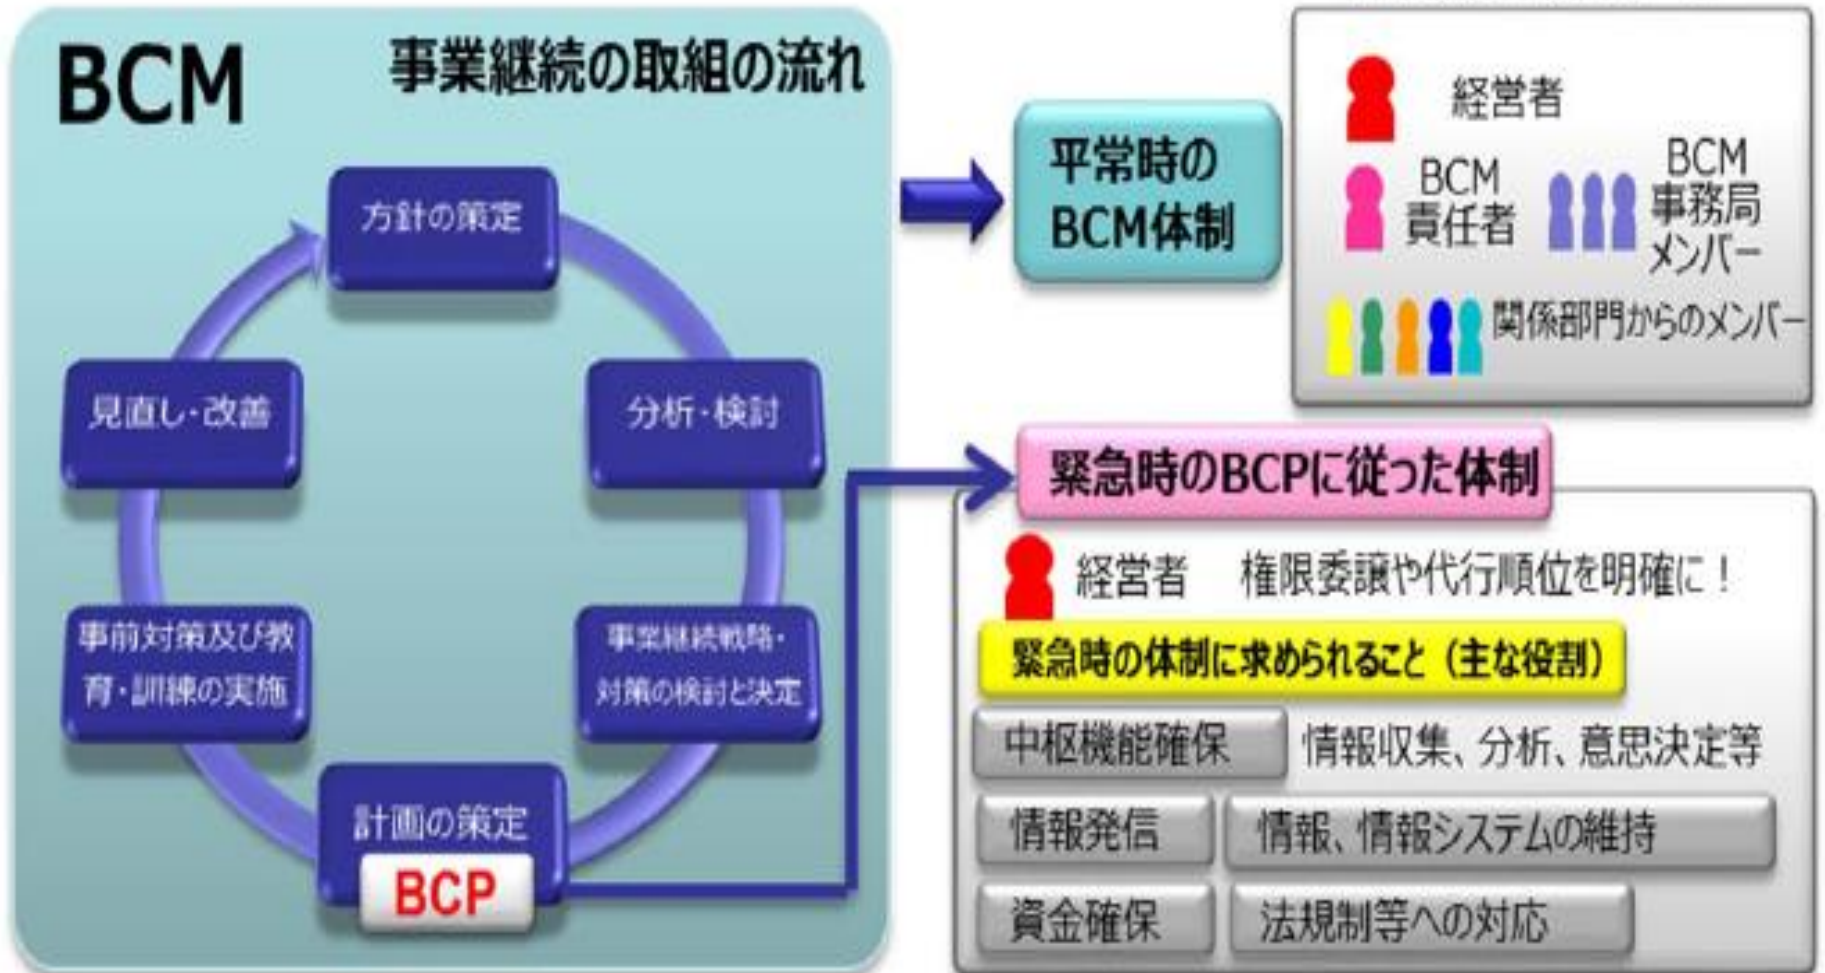 BCM
事業継続の取組の流れ
方針の策定
分析・検討
事業継続戦略・
対策の検討と決定
計画の策定
BCP
事前対策及び教
育・訓練の実施
見直し・改善
平常時の
BCM体制
経営者
BCM
責任者
BCM
事務局
メンバー
関係部門からのメンバー
緊急時のBCPに従った体制
経営者 権限委譲や代行順位を明確に！
緊急時の体制に求められること（主な役割）
中枢機能確保 情報収集、分析、意思決定等
情報発信 情報、情報システムの維持
資金確保 法規制等への対応